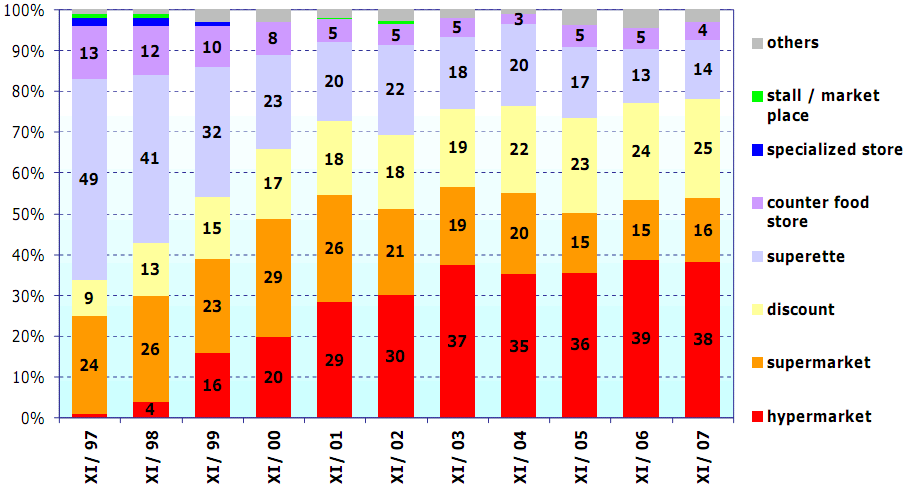 100%
90%
80%
70%
60%
50%
40%
30%
20%
10%
0%
13 12 10 8 5 5 5 3 5 5 4
49 41 32 23 20 22 18 20 17 13 14
9 13 15 17 18 18 19 22 23 24 25
24 26 23 29 26 21 19 20 15 15 16
4 16 20 29 30 37 35 36 39 38
XI/ 97 XI/ 98 XI/ 99 XI/ 00 XI/ 01 XI/ 02 XI/ 03 XI/ 04 XI/ 05 XI/ 06 XI/ 07
others
stall / market
place
specialized store
counter food
store
superette
discount
supermarket
hypermarket